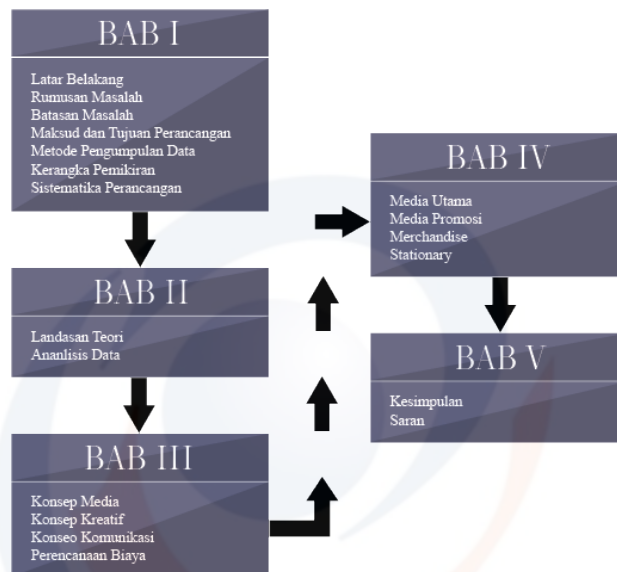 BAB I
Latar Belakang
Rumusan Masalah
Batasan Masalah
Maksud dan Tujuan Perancangan
Metode Pengumpulan Data
Kerangka Pemikiran
Sistematika Perancangan
BAB II
Landasan Teori
Ananlisis Data
BAB III
Konsep Media
Konsep Kreatif
Konseo Komunikasi
Perencanaan Biaya
BAB IV
Media Utama
Media Promosi
Merchandise
Stationary
BAB V
Kesimpulan
Saran